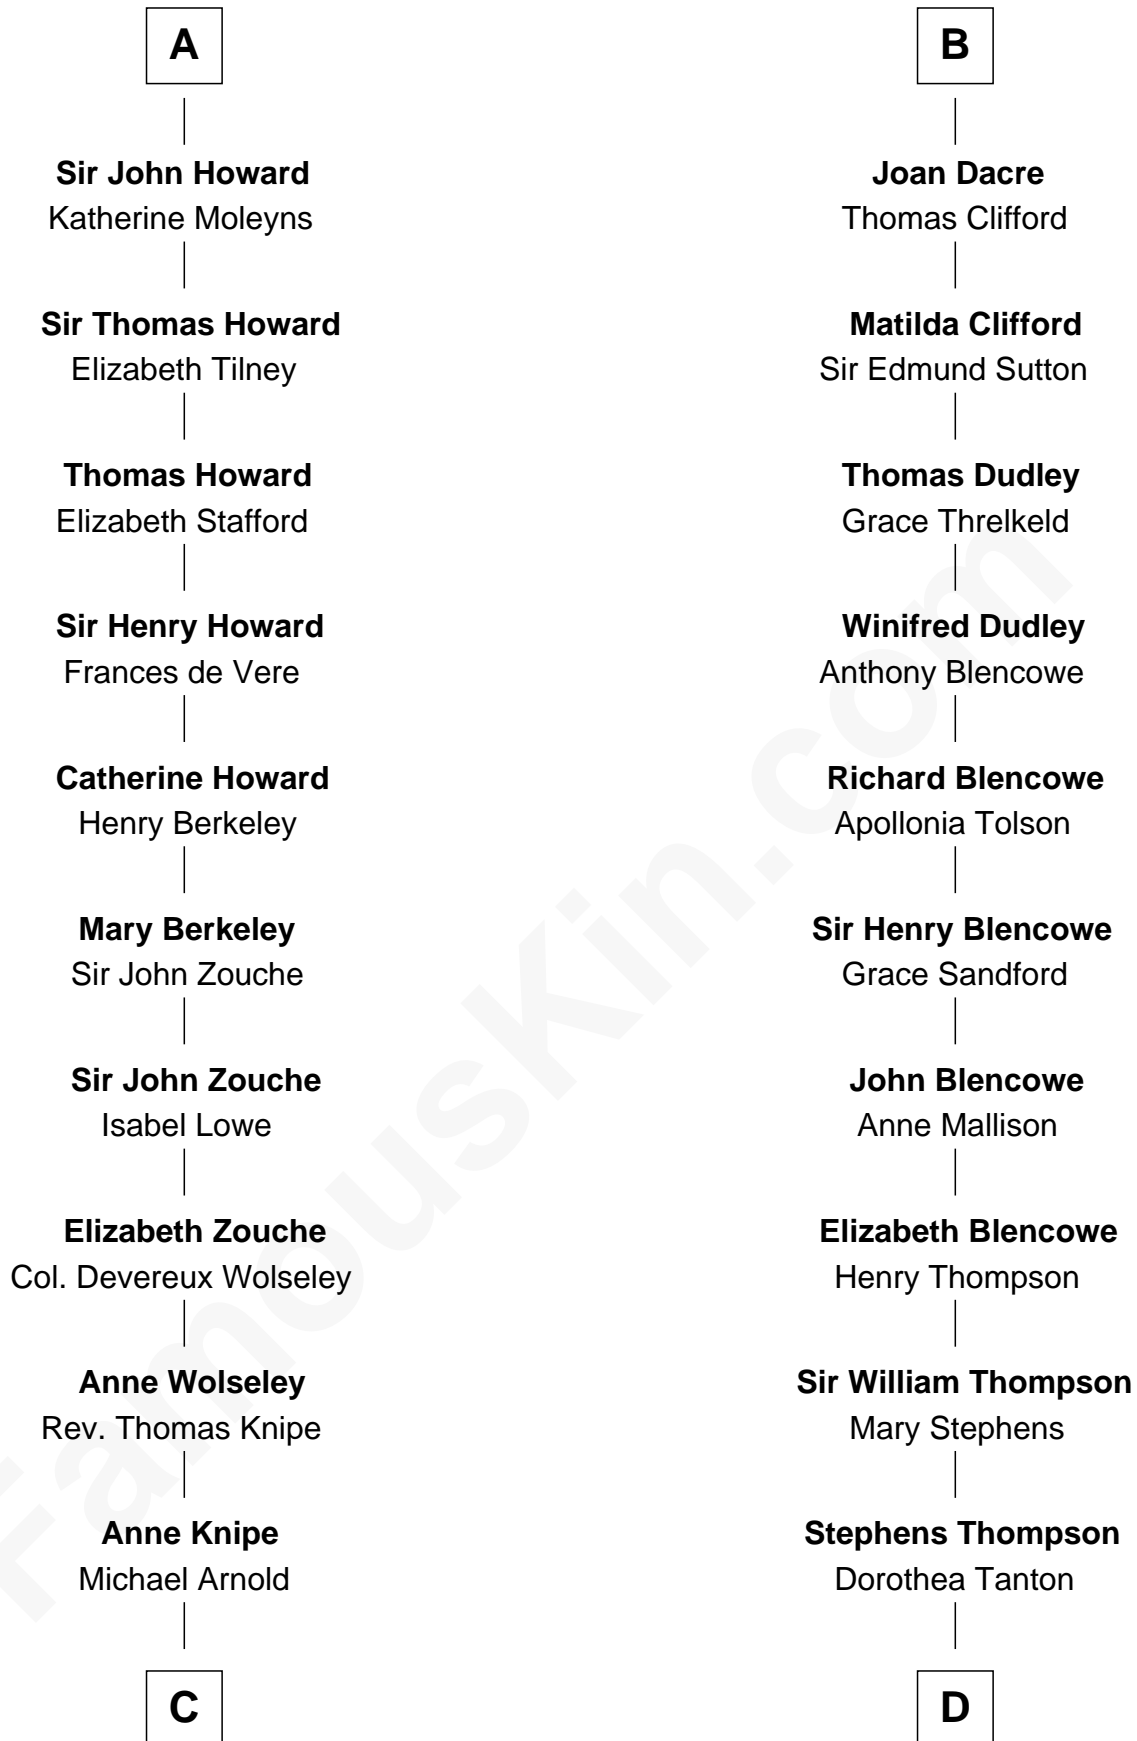 A
Sir John Howard
Katherine Moleyns
Sir Thomas Howard
Elizabeth Tilney
Thomas Howard
Elizabeth Stafford
Sir Henry Howard
Frances de Vere
Catherine Howard
Henry Berkeley
Mary Berkeley
Sir John Zouche
Sir John Zouche
Isabel Lowe
Elizabeth Zouche
Col. Devereux Wolseley
Anne Wolseley
Rev. Thomas Knipe
Anne Knipe
Michael Arnold
C
B
Joan Dacre
Thomas Clifford
Matilda Clifford
Sir Edmund Sutton
Thomas Dudley
Grace Threlkeld
Winifred Dudley
Anthony Blencowe
Richard Blencowe
Apollonia Tolson
Sir Henry Blencowe
Grace Sandford
John Blencowe
Anne Mallison
Elizabeth Blencowe
Henry Thompson
Sir William Thompson
Mary Stephens
Stephens Thompson
Dorothea Tanton
D
FamousKin.com